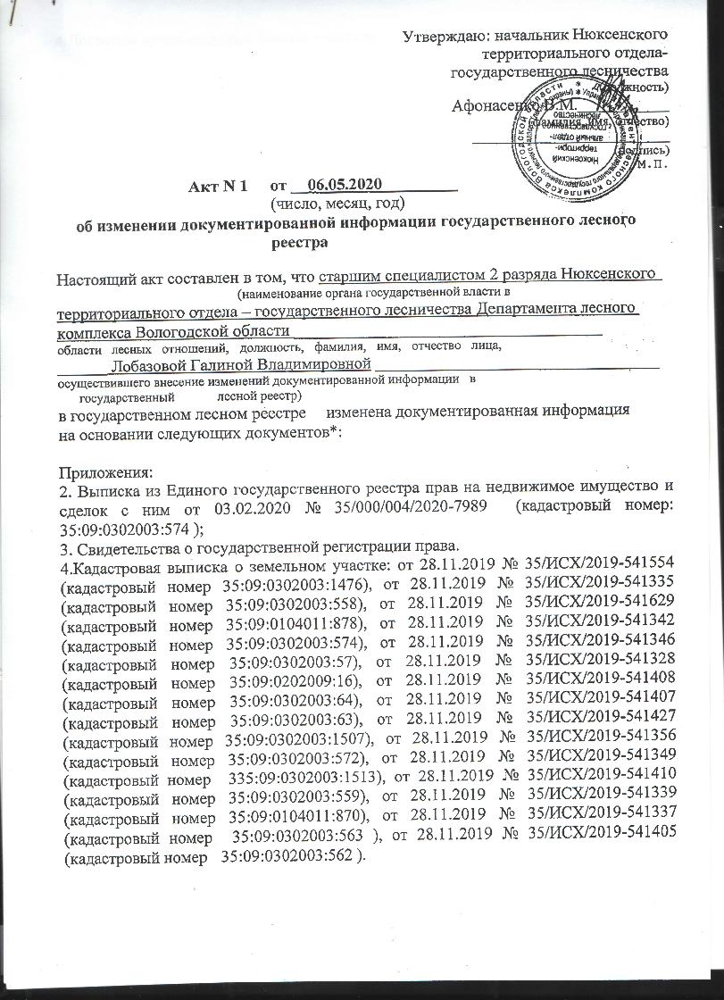 Утверждаю: начальник Нюксенского
территориального отдела-
государственного лесничества
(должность)
Афонасенко В.М.
(фамилия, имя, отчество)
(подпись)
М.П.
Акт N 1 от 06.05.2020
(число, месяц, год)
об изменении документированной информации государственного лесного
реестра
Настоящий акт составлен в том, что старшим специалистом 2 разряда Нюксенского
(наименование органа государственной власти в
территориального отдела – государственного лесничества Департамента лесного
комплекса Вологодской области
области лесных отношений, должность, фамилия, имя, отчество лица,
Лобазовой Галиной Владимировной
осуществившего внесение изменений документированной информации в
государственный лесной реестр)
в государственном лесном реестре изменена документированная информация
на основании следующих документов*:
Приложения:
2. Выписка из Единого государственного реестра прав на недвижимое имущество и
сделок с ним от 03.02.2020 № 35/000/004/2020-7989 (кадастровый номер:
35:09:0302003:574 );
3. Свидетельства о государственной регистрации права.
4.Кадастровая выписка о земельном участке: от 28.11.2019 № 35/ИСХ/2019-541554
(кадастровый номер 35:09:0302003:1476), от 28.11.2019 № 35/ИСХ/2019-541335
(кадастровый номер 35:09:0302003:558), от 28.11.2019 № 35/ИСХ/2019-541629
(кадастровый номер 35:09:0104011:878), от 28.11.2019 № 35/ИСХ/2019-541342
(кадастровый номер 35:09:0302003:574), от 28.11.2019 № 35/ИСХ/2019-541346
(кадастровый номер 35:09:0302003:57), от 28.11.2019 № 35/ИСХ/2019-541328
(кадастровый номер 35:09:0202009:16), от 28.11.2019 № 35/ИСХ/2019-541408
(кадастровый номер 35:09:0302003:64), от 28.11.2019 № 35/ИСХ/2019-541407
(кадастровый номер 35:09:0302003:63), от 28.11.2019 № 35/ИСХ/2019-541427
(кадастровый номер 35:09:0302003:1507), от 28.11.2019 № 35/ИСХ/2019-541356
(кадастровый номер 35:09:0302003:572), от 28.11.2019 № 35/ИСХ/2019-541349
(кадастровый номер 335:09:0302003:1513), от 28.11.2019 № 35/ИСХ/2019-541410
(кадастровый номер 35:09:0302003:559), от 28.11.2019 № 35/ИСХ/2019-541339
(кадастровый номер 35:09:0104011:870), от 28.11.2019 № 35/ИСХ/2019-541337
(кадастровый номер 35:09:0302003:563 ), от 28.11.2019 № 35/ИСХ/2019-541405
(кадастровый номер 35:09:0302003:562 ).